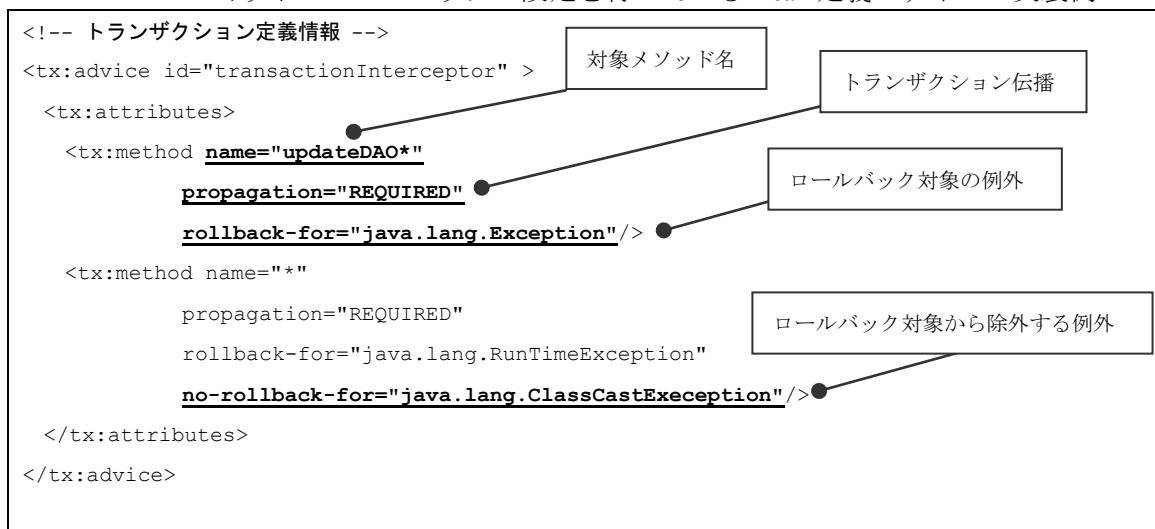 <!-- トランザクション定義情報 -->
対象メソッド名
<tx:advice id="transactionInterceptor" >
トランザクション伝播
<tx:attributes>
<tx:method name="updateDAO*"
propagation="REQUIRED"
ロールバック対象の例外
rollback-for="java.lang.Exception"/>
<tx:method name="*"
propagation="REQUIRED"
ロールバック対象から除外する例外
rollback-for="java.lang.RunTimeException"
no-rollback-for="java.lang.ClassCastExeception"/>
</tx:attributes>
</tx:advice>